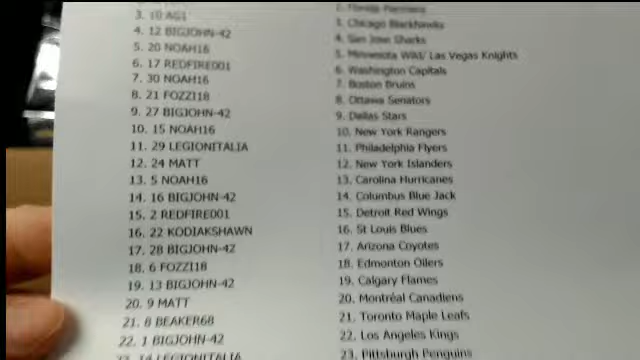 2. Florida Panthers
3. 10 AG1
3. Chicago Blackhawks
4. 12 BIGJOHN-42
4. San Jose Sharks
5. 20 NOAH16
5. Minnesota Wild/ Las Vegas Knights
6. 17 REDFIRE001
6. Washington Capitals
7. 30 NOAH16
7. Boston Bruins
8. 21 FOZZI18
8. Ottawa Senators
9. 27 BIGJOHN-42
9. Dallas Stars
10. 15 NOAH16
10. New York Rangers
11. 29 LEGIONITALIA
11. Philadelphia Flyers
12. 24 MATT
12. New York Islanders
13. 5 NOAH16
13. Carolina Hurricanes
14. 16 BIGJOHN-42
14. Columbus Blue Jack
15. 2 REDFIRE001
15. Detroit Red Wings
16. 22 KODIAKSHAWN
16. St Louis Blues
17. 28 BIGJOHN-42
17. Arizona Coyotes
18. 6 FOZZI18
18. Edmonton Oilers
19. 13 BIGJOHN-42
19. Calgary Flames
20. 9 MATT
20. Montréal Canadiens
21. 8 BEAKER68
21. Toronto Maple Leafs
22. 1 BIGJOHN-42
22. Los Angeles Kings
23. 14 LEGIONITALIA
23. Pittsburgh Penguins